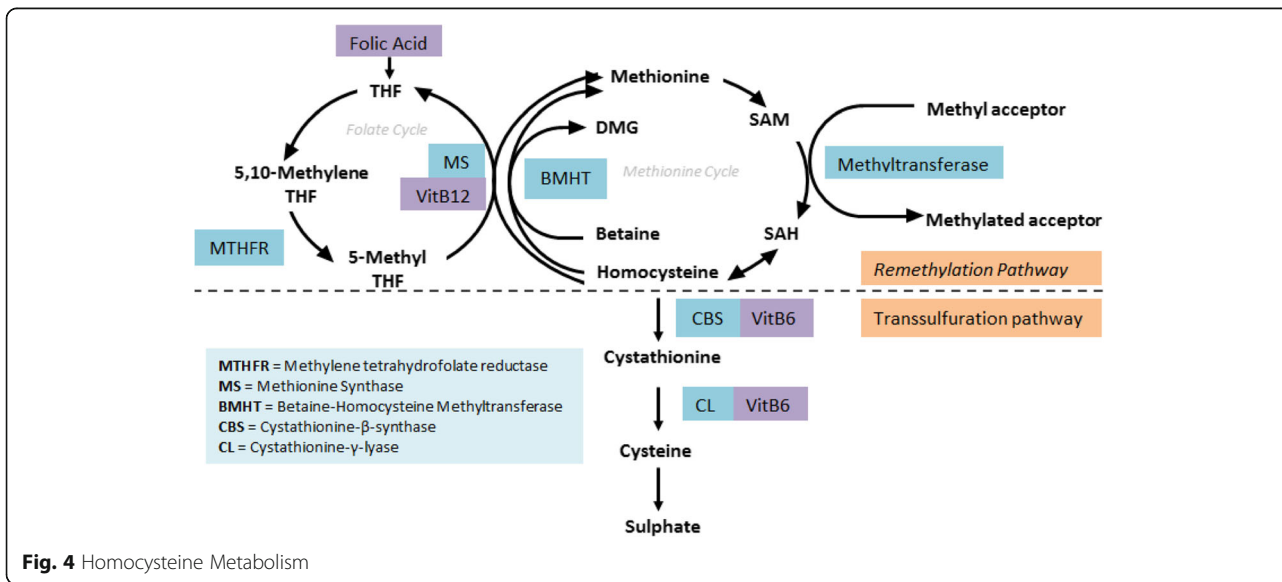 Folic Acid
THF
Folate Cycle
5,10-Methylene
THF
MTHFR
5-Methyl
THF
MS
VitB12
Methionine
DMG
BMHT
Methionine Cycle
Betaine
Homocysteine
SAM
SAH
Methyl acceptor
Methyltransferase
Methylated acceptor
Remethylation Pathway
Transsulfuration pathway
CBS
VitB6
Cystathionine
CL
VitB6
Cysteine
Sulphate
MTHFR = Methylene tetrahydrofolate reductase
MS = Methionine Synthase
BMHT = Betaine-Homocysteine Methyltransferase
CBS = Cystathionine-β-synthase
CL = Cystathionine-γ-lyase
Fig. 4 Homocysteine Metabolism